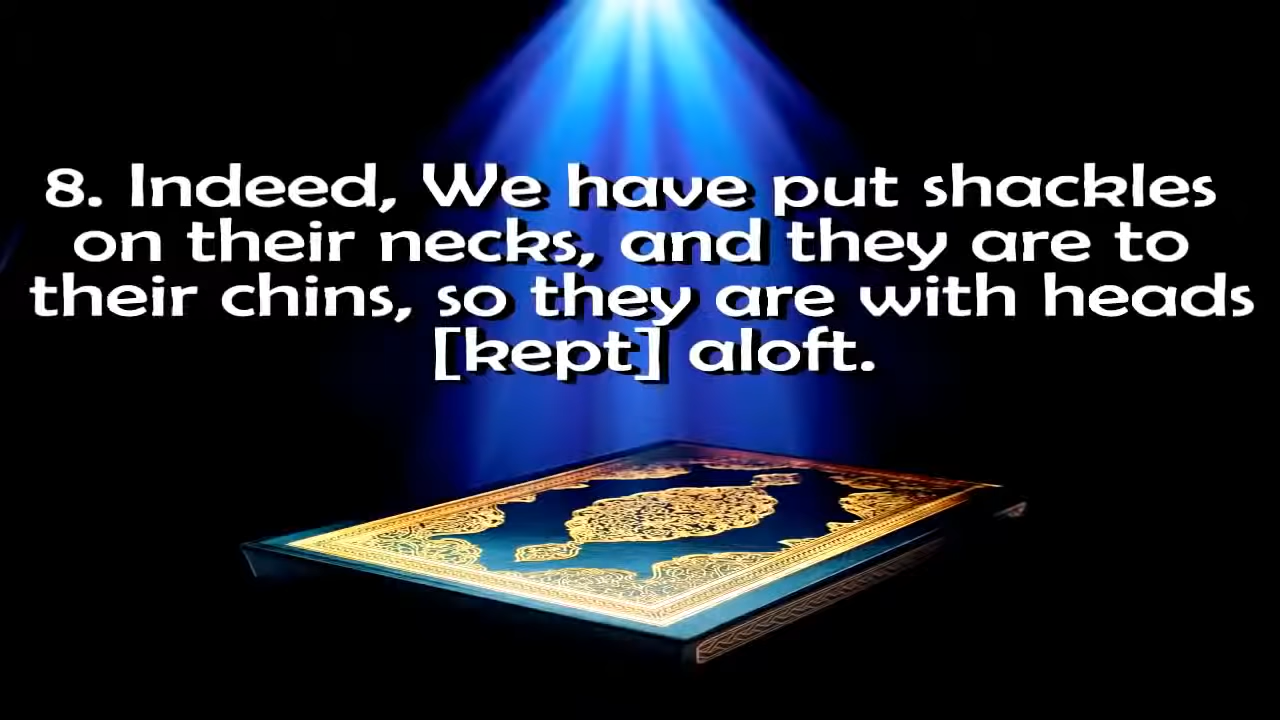 8. Indeed, We have put shackles
on their necks, and they are to
their chins, so they are with heads
[kept] aloft.